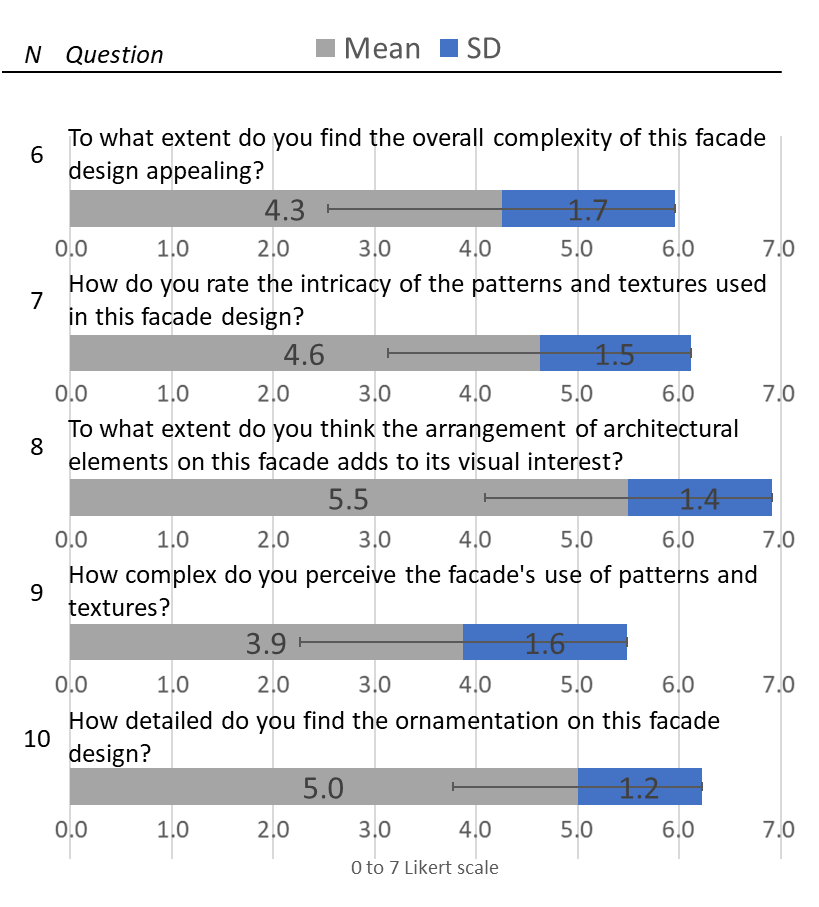 N Question Mean SD
6 To what extent do you find the overall complexity of this facade
design appealing?
4.3 1.7
0.0 1.0 2.0 3.0 4.0 5.0 6.0 7.0
7 How do you rate the intricacy of the patterns and textures used
in this facade design?
4.6 1.5
0.0 1.0 2.0 3.0 4.0 5.0 6.0 7.0
8 To what extent do you think the arrangement of architectural
elements on this facade adds to its visual interest?
5.5 1.4
0.0 1.0 2.0 3.0 4.0 5.0 6.0 7.0
9 How complex do you perceive the facade's use of patterns and
textures?
3.9 1.6
0.0 1.0 2.0 3.0 4.0 5.0 6.0 7.0
10 How detailed do you find the ornamentation on this facade
design?
5.0 1.2
0.0 1.0 2.0 3.0 4.0 5.0 6.0 7.0
0 to 7 Likert scale